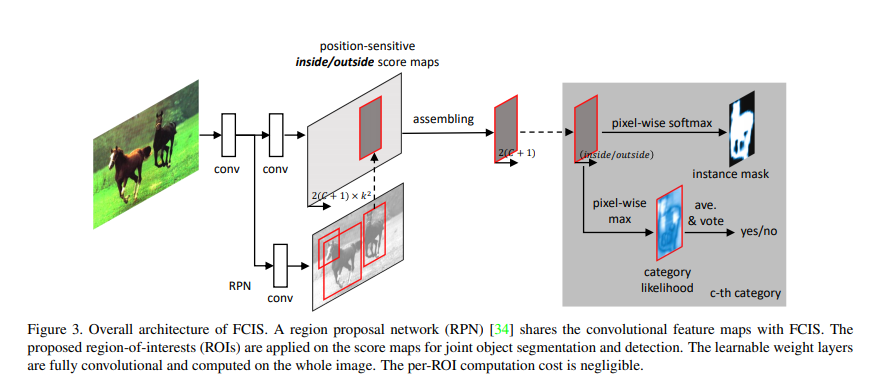 position-sensitive
inside/outside score maps
assembling
conv
conv
2(C + 1) × k²
RPN
conv
2(C + 1)
(inside/outside)
pixel-wise softmax
instance mask
pixel-wise
max
ave.
& vote
yes/no
category
likelihood
c-th category
Figure 3. Overall architecture of FCIS. A region proposal network (RPN) [34] shares the convolutional feature maps with FCIS. The
proposed region-of-interests (ROIs) are applied on the score maps for joint object segmentation and detection. The learnable weight layers
are fully convolutional and computed on the whole image. The per-ROI computation cost is negligible.